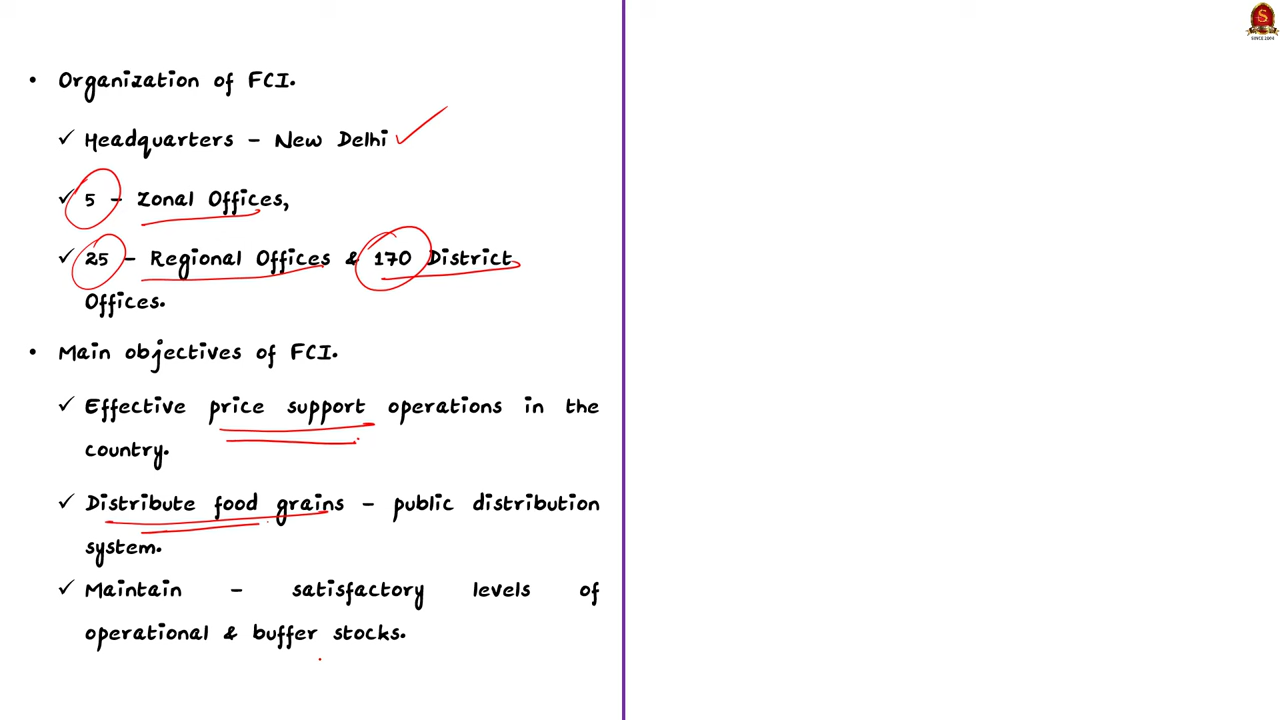 • Organization of FCI.
✓ Headquarters – New Delhi
✓ 5 – Zonal Offices,
✓ 25 – Regional Offices & 170 District
Offices.
• Main objectives of FCI.
✓ Effective price support operations in the
country.
✓ Distribute food grains – public distribution
system.
✓ Maintain – satisfactory levels of
operational & buffer stocks.
S
SINCE 2004